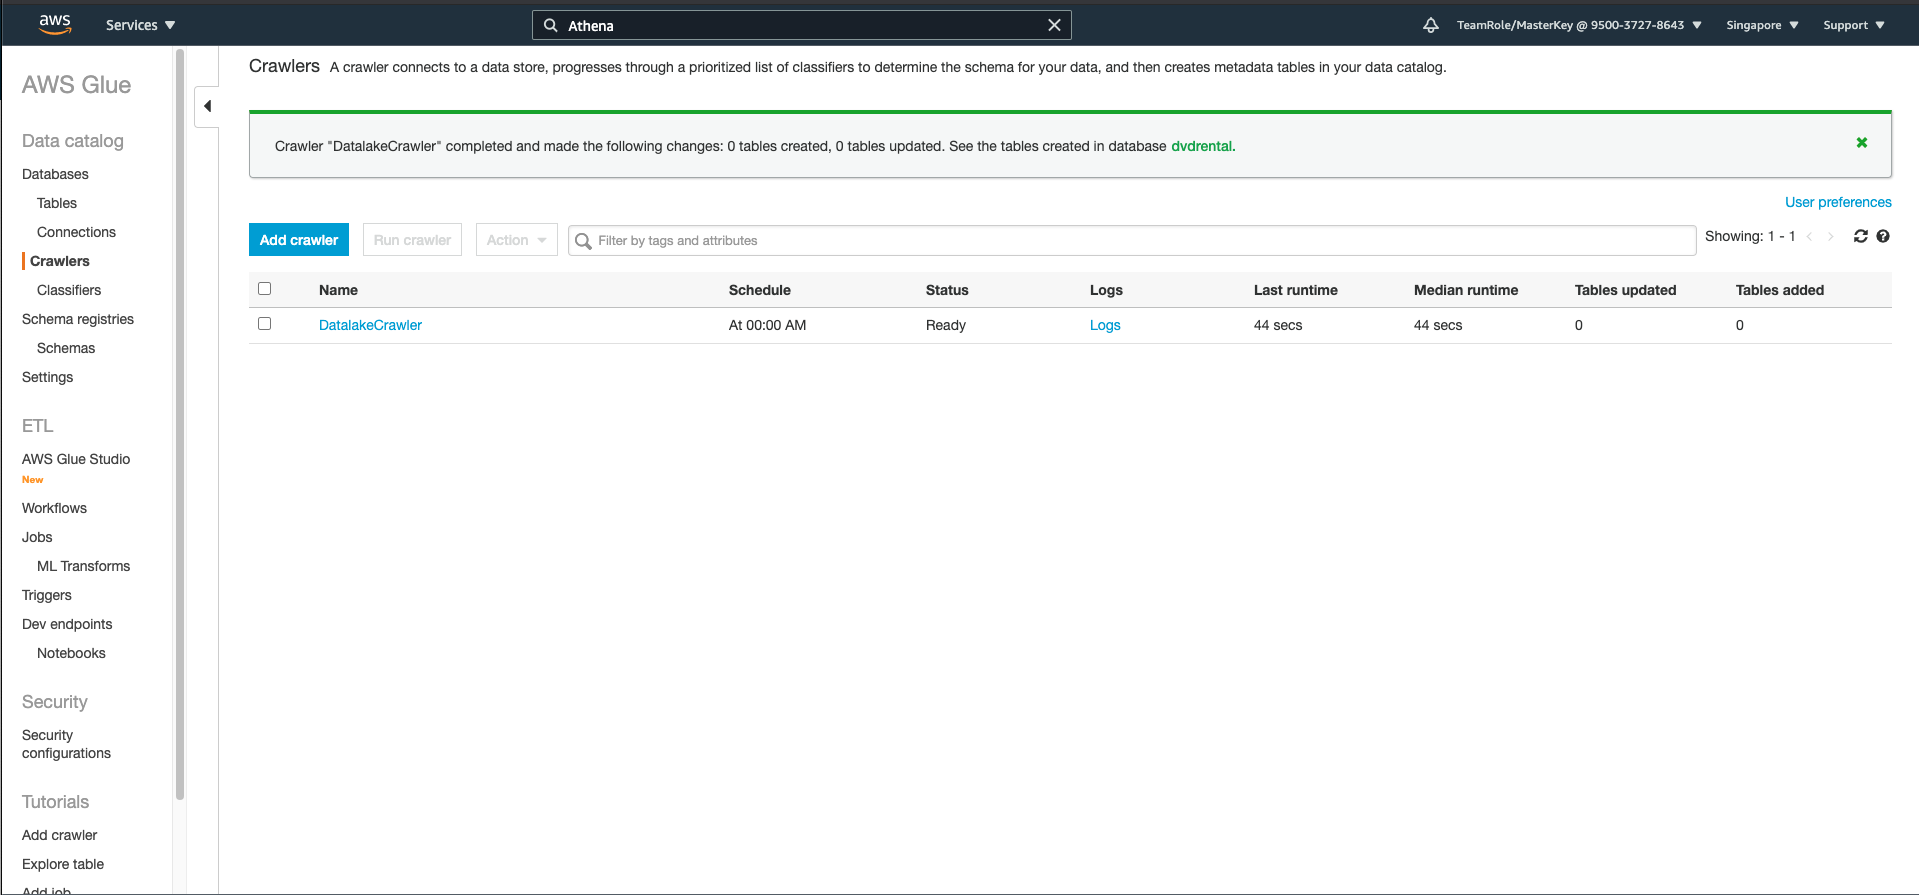 aws Services Athena TeamRole/MasterKey @ 9500-3727-8643 Singapore Support
AWS Glue
Data catalog
Databases
Tables
Connections
Crawlers
Classifiers
Schema registries
Schemas
Settings
ETL
AWS Glue Studio
New
Workflows
Jobs
ML Transforms
Triggers
Dev endpoints
Notebooks
Security
Security
configurations
Tutorials
Add crawler
Explore table
Add job
Crawlers A crawler connects to a data store, progresses through a prioritized list of classifiers to determine the schema for your data, and then creates metadata tables in your data catalog.
Crawler "DatalakeCrawler" completed and made the following changes: 0 tables created, 0 tables updated. See the tables created in database dvdrental.
User preferences
Add crawler Run crawler Action Filter by tags and attributes Showing: 1 - 1
Name Schedule Status Logs Last runtime Median runtime Tables updated Tables added
DatalakeCrawler At 00:00 AM Ready Logs 44 secs 44 secs 0 0